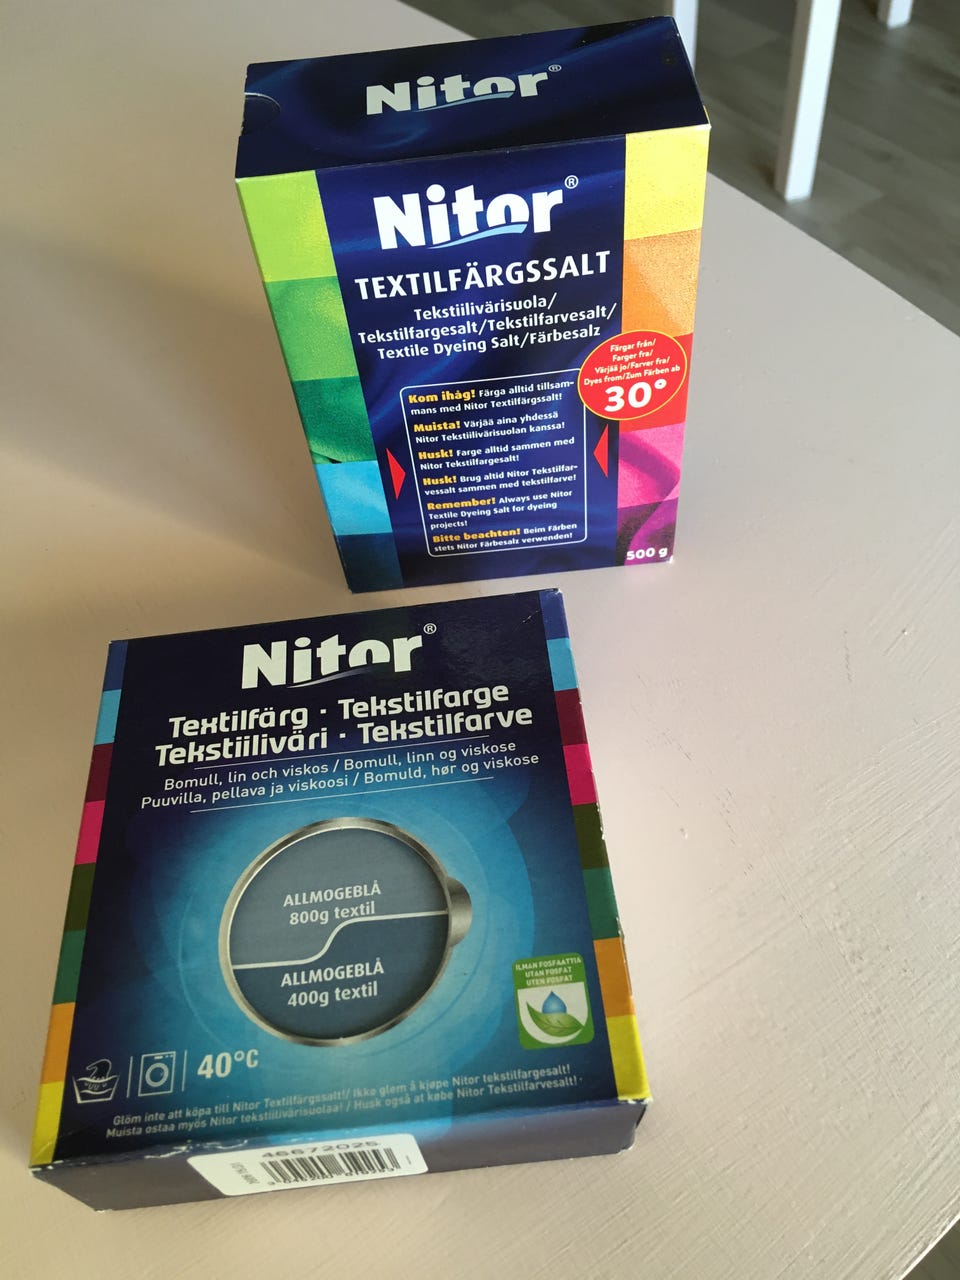 Nitor®
Nitor®
TEXTILFÄRGSSALT
Tekstiilivärisuola/
Tekstilfargesalt/Tekstilfarvesalt/
Textile Dyeing Salt/Färbesalz
Färgar från/
Farger fra/
Värjää jo/Farver fra/
Dyes from/Zum Färben ab
30°
Kom ihåg! Färga alltid tillsam-
mans med Nitor Textilfärgssalt!
Muista! Värjää aina yhdessä
Nitor Tekstiilivärisuolan kanssa!
Husk! Farge alltid sammen med
Nitor Tekstilfargesalt!
Husk! Brug altid Nitor Tekstilfar-
vessalt sammen med tekstilfarve!
Remember! Always use Nitor
Textile Dyeing Salt for dyeing
projects!
Bitte beachten! Beim Färben
stets Nitor Färbesalz verwenden!
500 g
Nitor®
Textilfärg · Tekstilfarge
Tekstiiliväri · Tekstilfarve
Bomull, lin och viskos / Bomull, linn og viskose
Puuvilla, pellava ja viskoosi / Bomuld, hør og viskose
ALLMOGEBLÅ
800g textil
ALLMOGEBLÅ
400g textil
ILMAN FOSFAATTIA
UTAN FOSFAT
UTEN FOSFAT
40°C
Glöm inte att köpa till Nitor Textilfärgssalt!/ Ikke glem å kjøpe Nitor tekstilfargesalt!
Muista ostaa myös Nitor tekstiilivärisuolaa! / Husk også at købe Nitor Tekstilfarvesalt!
46672025